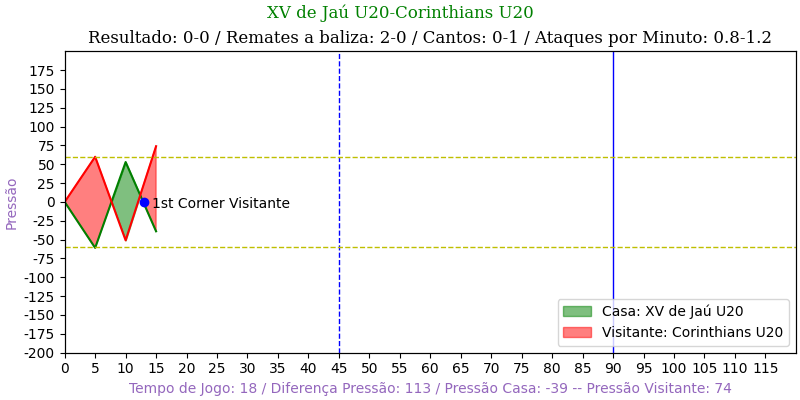 XV de Jaú U20-Corinthians U20
Resultado: 0-0 / Remates a baliza: 2-0 / Cantos: 0-1 / Ataques por Minuto: 0.8-1.2
175
150
125
100
75
50
25
0
-25
-50
-75
-100
-125
-150
-175
-200
Pressão
1st Corner Visitante
Casa: XV de Jaú U20
Visitante: Corinthians U20
0 5 10 15 20 25 30 35 40 45 50 55 60 65 70 75 80 85 90 95 100 105 110 115
Tempo de Jogo: 18 / Diferença Pressão: 113 / Pressão Casa: -39 -- Pressão Visitante: 74